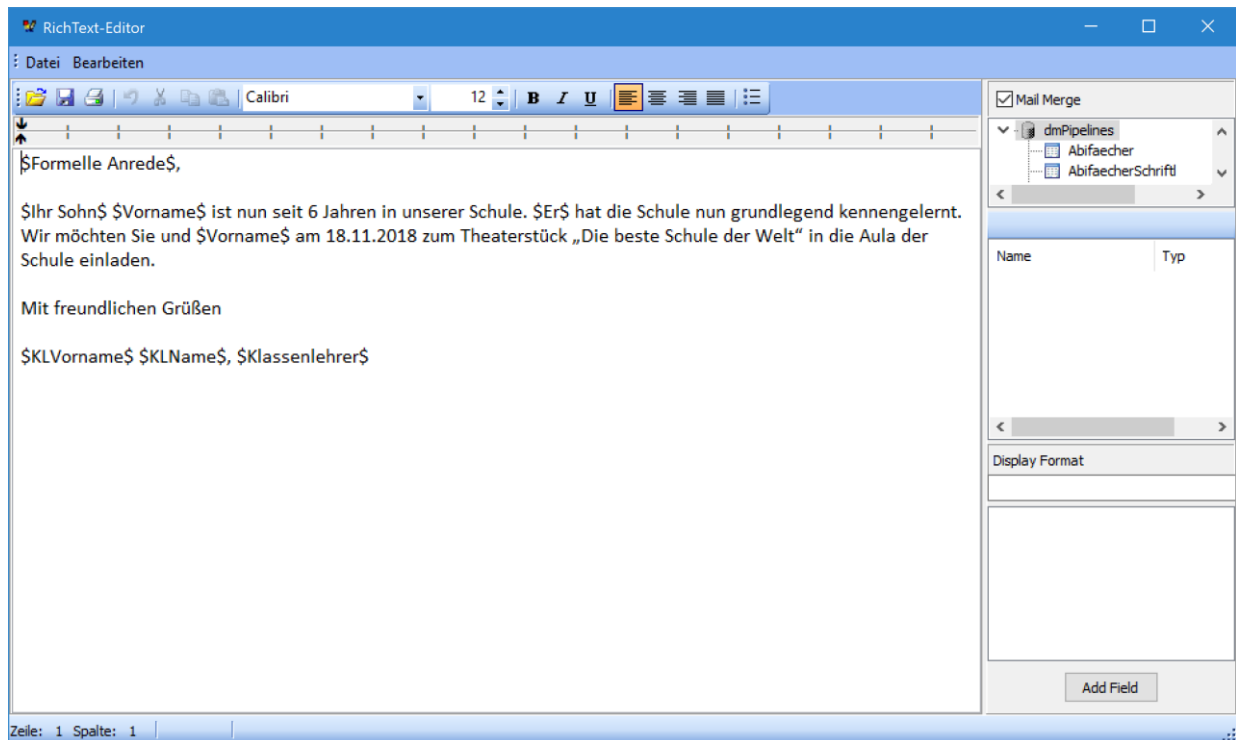 RichText-Editor
Datei Bearbeiten
Calibri 12 B I U
Mail Merge
dmPipelines
Abifaecher
AbifaecherSchriftl
$Formelle Anrede$,
$Ihr Sohn$ $Vorname$ ist nun seit 6 Jahren in unserer Schule. $Er$ hat die Schule nun grundlegend kennengelernt.
Wir möchten Sie und $Vorname$ am 18.11.2018 zum Theaterstück „Die beste Schule der Welt“ in die Aula der
Schule einladen.
Mit freundlichen Grüßen
$KLVorname$ $KLName$, $Klassenlehrer$
Name Typ
Display Format
Add Field
Zeile: 1 Spalte: 1